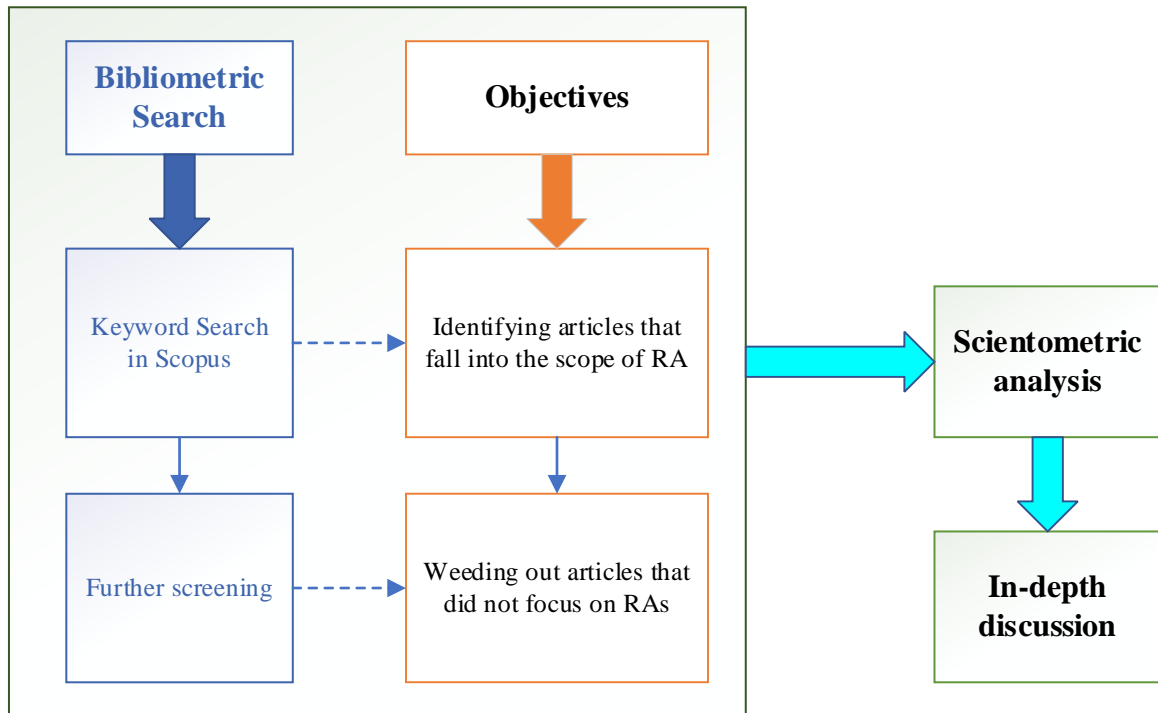 Bibliometric
Search
Objectives
Keyword Search
in Scopus
Identifying articles that
fall into the scope of RA
Further screening
Weeding out articles that
did not focus on RAs
Scientometric
analysis
In-depth
discussion